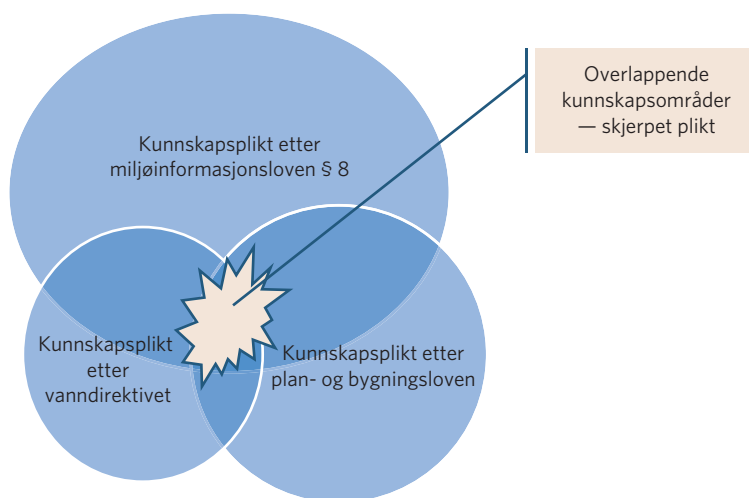 Overlappende
kunnskapsområder
— skjerpet plikt
Kunnskapsplikt etter
miljøinformasjonsloven § 8
Kunnskapsplikt
etter
vanndirektivet
Kunnskapsplikt etter
plan- og bygningsloven